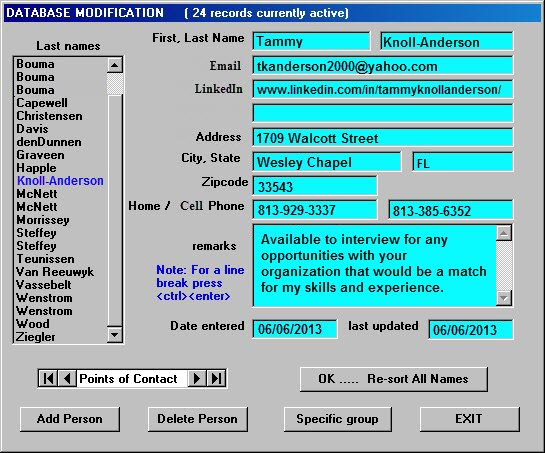 DATABASE MODIFICATION ( 24 records currently active)
Last names
Bouma
Bouma
Bouma
Capewell
Christensen
Davis
denDunnen
Graveen
Happle
Knoll-Anderson
McNett
McNett
Morrissey
Steffey
Steffey
Teunissen
Van Reeuwyk
Vassebelt
Wenstrom
Wenstrom
Wood
Ziegler
First, Last Name Tammy Knoll-Anderson
Email tkanderson2000@yahoo.com
LinkedIn www.linkedin.com/in/tammyknollanderson/
Address 1709 Walcott Street
City, State Wesley Chapel FL
Zipcode 33543
Home / Cell Phone 813-929-3337 813-385-6352
remarks
Available to interview for any
opportunities with your
organization that would be a match
for my skills and experience.
Note: For a line
break press
<ctrl><enter>
Date entered 06/06/2013 last updated 06/06/2013
Points of Contact
OK ..... Re-sort All Names
Add Person
Delete Person
Specific group
EXIT